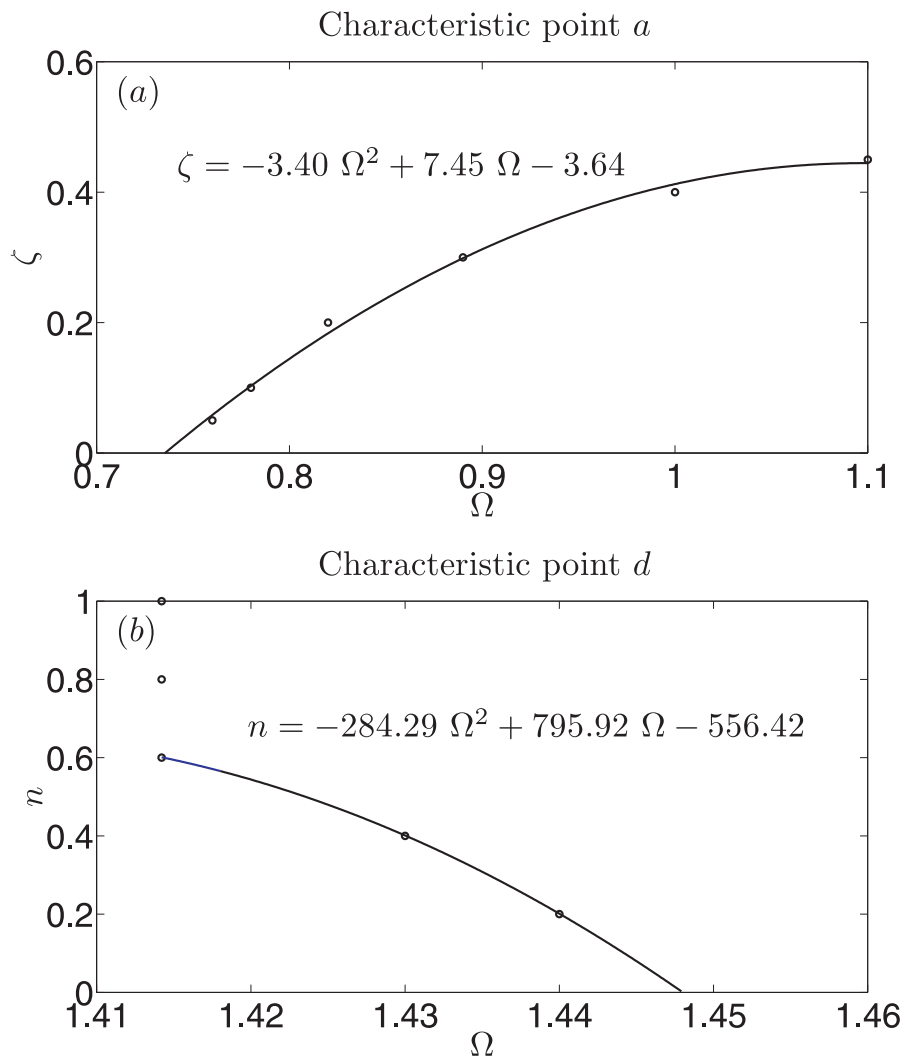 Characteristic point a
0.6
(a)
ζ = −3.40 Ω² + 7.45 Ω − 3.64
0.4
ζ
0.2
0
0.7 0.8 0.9 1 1.1
Ω
Characteristic point d
1
(b)
0.8
n = −284.29 Ω² + 795.92 Ω − 556.42
0.6
n
0.4
0.2
0
1.41 1.42 1.43 1.44 1.45 1.46
Ω